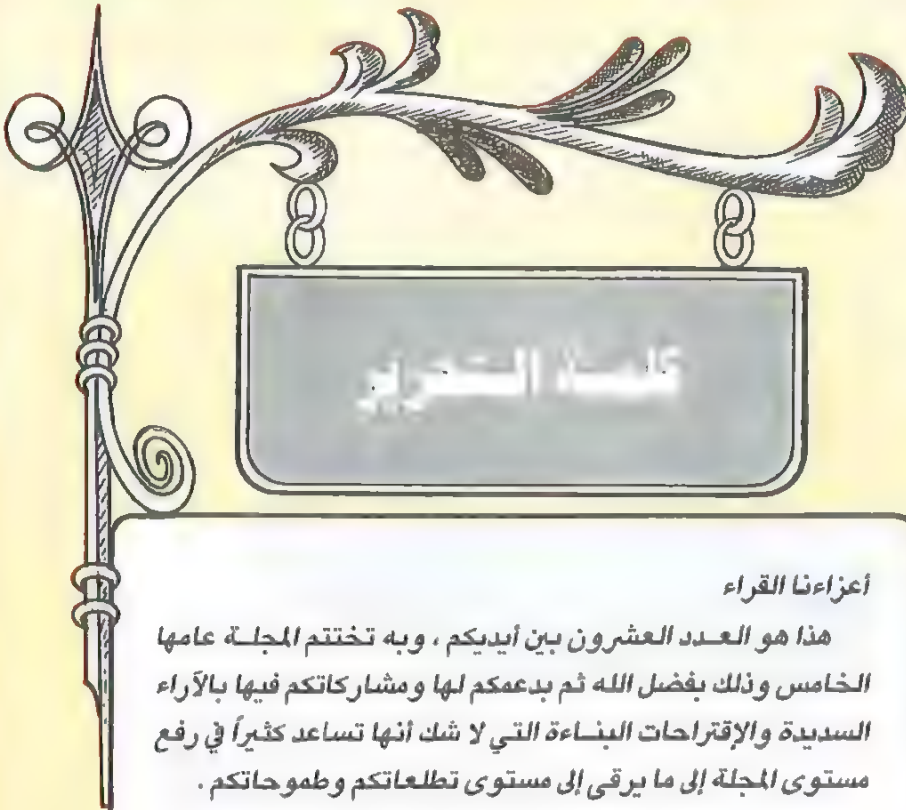 كلمة التحرير
أعزاءنا القراء
هذا هو العـدد العشرون بين أيديكم ، وبه تختتم المجلـة عامها
الخامس وذلك بفضل الله ثم بدعمكم لها ومشاركاتكم فيها بالآراء
السديدة والإقتراحات البنـاءة التي لا شك أنها تساعد كثيراً في رفع
مستوى المجلة إلى ما يرقى إلى مستوى تطلعاتكم وطموحاتكم .